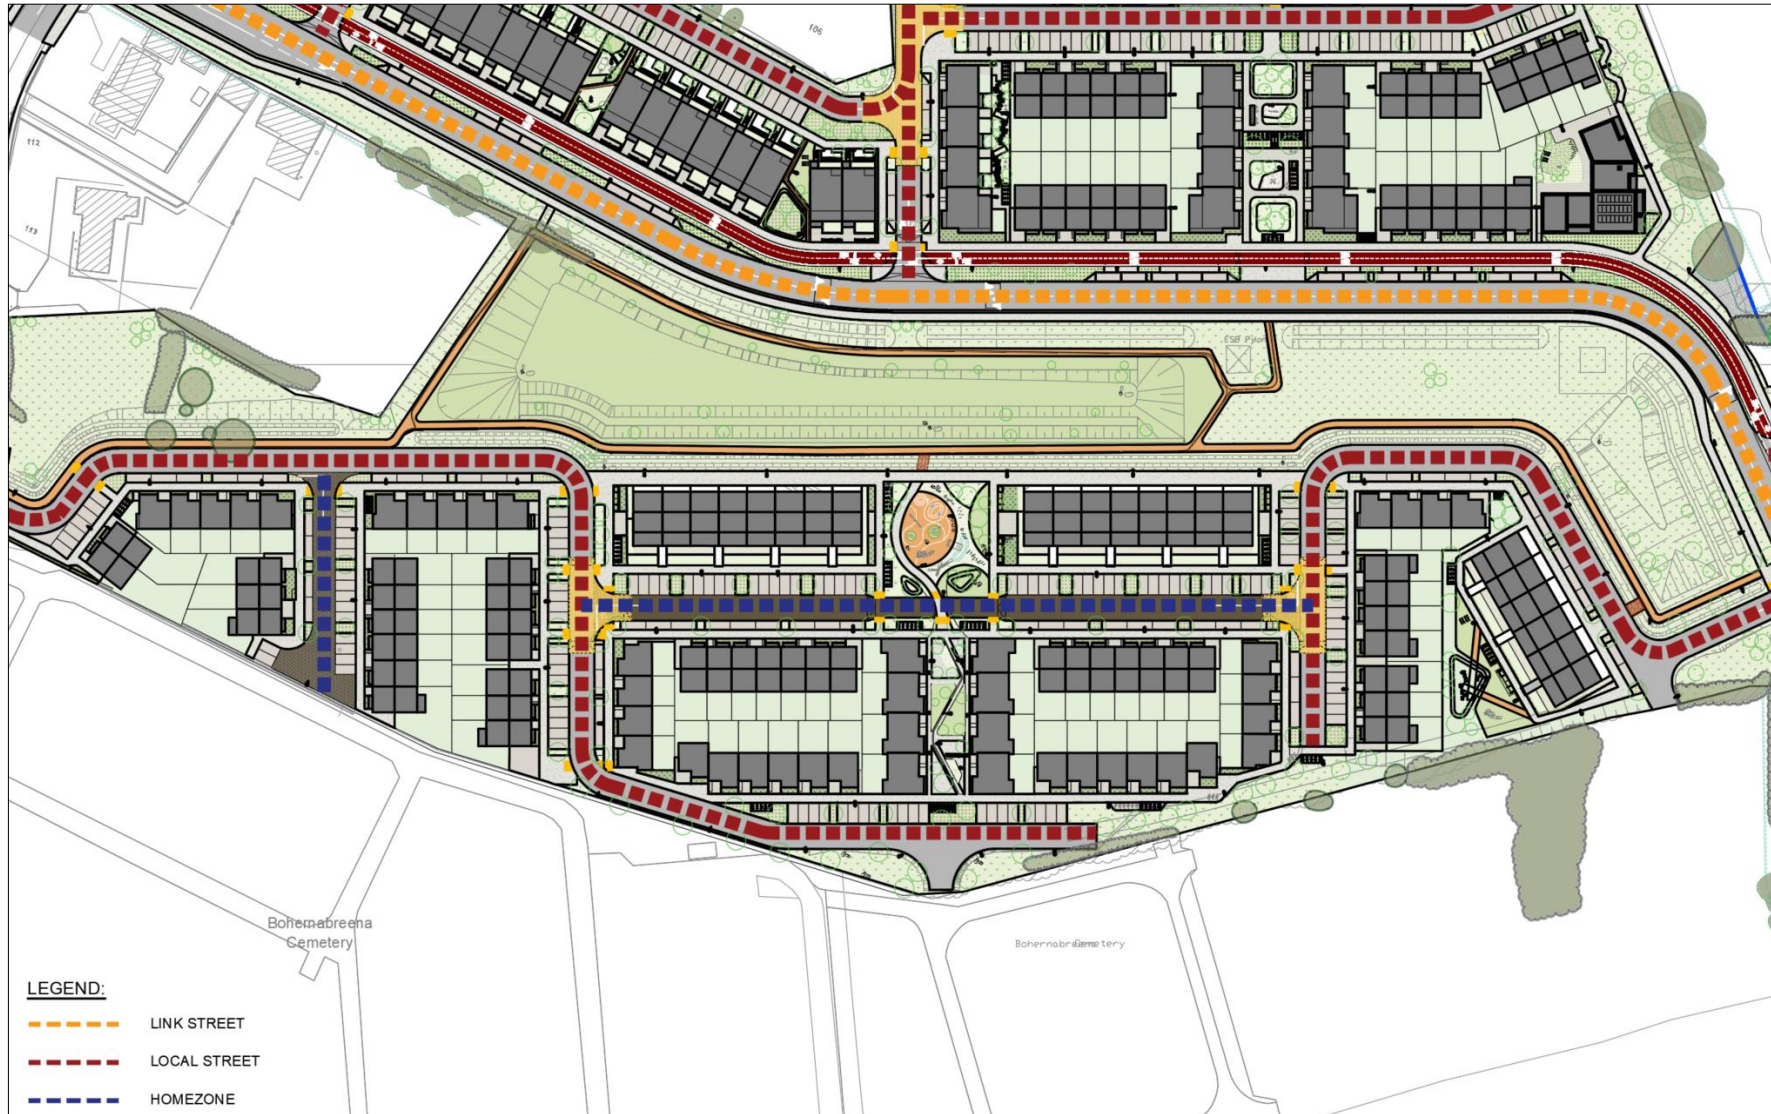 106
112
113
ESB Pylon
Bohernabreena
Cemetery
Bohernabreena Cemetery
LEGEND:
LINK STREET
LOCAL STREET
HOMEZONE